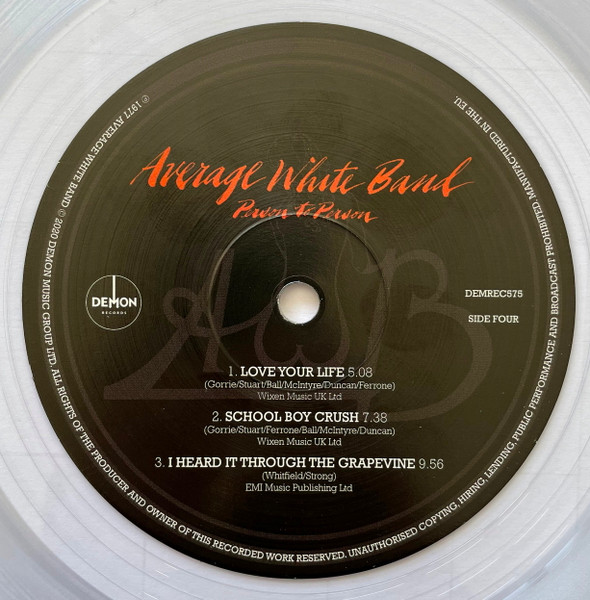 Average White Band
Person to Person
DEMON
RECORDS
DEMREC575
SIDE FOUR
1. LOVE YOUR LIFE 5.08
(Gorrie/Stuart/Ball/McIntyre/Duncan/Ferrone)
Wixen Music UK Ltd
2. SCHOOL BOY CRUSH 7.38
(Gorrie/Stuart/Ferrone/Ball/McIntyre/Duncan)
Wixen Music UK Ltd
3. I HEARD IT THROUGH THE GRAPEVINE 9.56
(Whitfield/Strong)
EMI Music Publishing Ltd
AWB
℗ 1977 AVERAGE WHITE BAND © 2020 DEMON MUSIC GROUP LTD. ALL RIGHTS OF THE PRODUCER AND OWNER OF THIS RECORDED WORK RESERVED. UNAUTHORISED COPYING, HIRING, LENDING, PUBLIC PERFORMANCE AND BROADCAST PROHIBITED. MANUFACTURED IN THE EU.